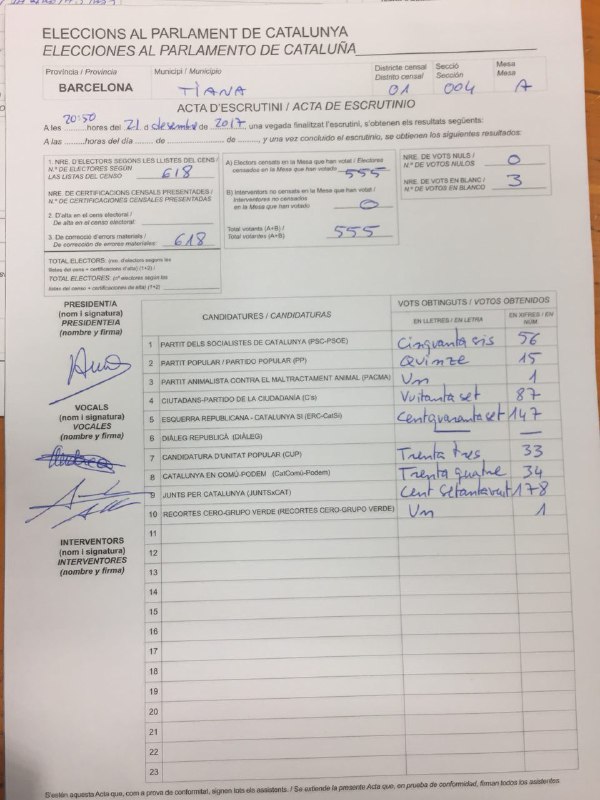 ELECCIONS AL PARLAMENT DE CATALUNYA
ELECCIONES AL PARLAMENTO DE CATALUÑA
Província / Provincia
Municipi / Municipio
Districte censal
Distrito censal
Secció
Sección
Mesa
Mesa
BARCELONA TIANA 01 004 A
ACTA D'ESCRUTINI / ACTA DE ESCRUTINIO
A les 20:50 hores del 21 de desembre de 2017 una vegada finalitzat l'escrutini, s'obtenen els resultats següents:
A las ......... hores del día ....... de ..................... de ........ y una vez concluido el escrutinio, se obtienen los siguientes resultados:
1. NRE. D'ELECTORS SEGONS LES LLISTES DEL CENS /
N.º DE ELECTORES SEGÚN
LAS LISTAS DEL CENSO 618
NRE. DE CERTIFICACIONS CENSALS PRESENTADES /
N.º DE CERTIFICACIONES CENSALES PRESENTADAS
2. D'alta en el cens electoral /
De alta en el censo electoral:
3. De correcció d'errors materials /
De corrección de errores materiales: 618
TOTAL ELECTORS: (nre. d'electors segons les
llistes del cens + certificacions d'alta) (1+2) /
TOTAL ELECTORES: (nº electores según las
listas del censo + certificaciones de alta) (1+2)
A) Electors censats en la Mesa que han votat / Electores
censados en la Mesa que han votado 555
B) Interventors no censats en la Mesa que han votat /
Interventores no censados
en la Mesa que han votado 0
Total votants (A+B) /
Total votantes (A+B) 555
NRE. DE VOTS NULS /
N.º DE VOTOS NULOS 0
NRE. DE VOTS EN BLANC /
N.º DE VOTOS EN BLANCO 3
PRESIDENT/A
(nom i signatura)
PRESIDENTE/A
(nombre y firma)
VOCALS
(nom i signatura)
VOCALES
(nombre y firma)
INTERVENTORS
(nom i signatura)
INTERVENTORES
(nombre y firma)
CANDIDATURES / CANDIDATURAS
VOTS OBTINGUTS / VOTOS OBTENIDOS
EN LLETRES / EN LETRA
EN XIFRES / EN NUM.
1 PARTIT DELS SOCIALISTES DE CATALUNYA (PSC-PSOE) Cinquanta sis 56
2 PARTIT POPULAR / PARTIDO POPULAR (PP) Quinze 15
3 PARTIT ANIMALISTA CONTRA EL MALTRACTAMENT ANIMAL (PACMA) Un 1
4 CIUTADANS-PARTIDO DE LA CIUDADANÍA (C's) Vuitanta set 87
5 ESQUERRA REPUBLICANA - CATALUNYA SÍ (ERC-CatSí) Cent quaranta set 147
6 DIÀLEG REPUBLICÀ (DIÀLEG) — —
7 CANDIDATURA D'UNITAT POPULAR (CUP) Trenta tres 33
8 CATALUNYA EN COMÚ-PODEM (CatComú-Podem) Trenta quatre 34
9 JUNTS PER CATALUNYA (JUNTSxCAT) Cent Setanta vuit 178
10 RECORTES CERO-GRUPO VERDE (RECORTES CERO-GRUPO VERDE) Un 1
11
12
13
14
15
16
17
18
19
20
21
22
23
S'estén aquesta Acta que, com a prova de conformitat, signen tots els assistents. / Se extiende la presente Acta que, en prueba de conformidad, firman todos los asistentes